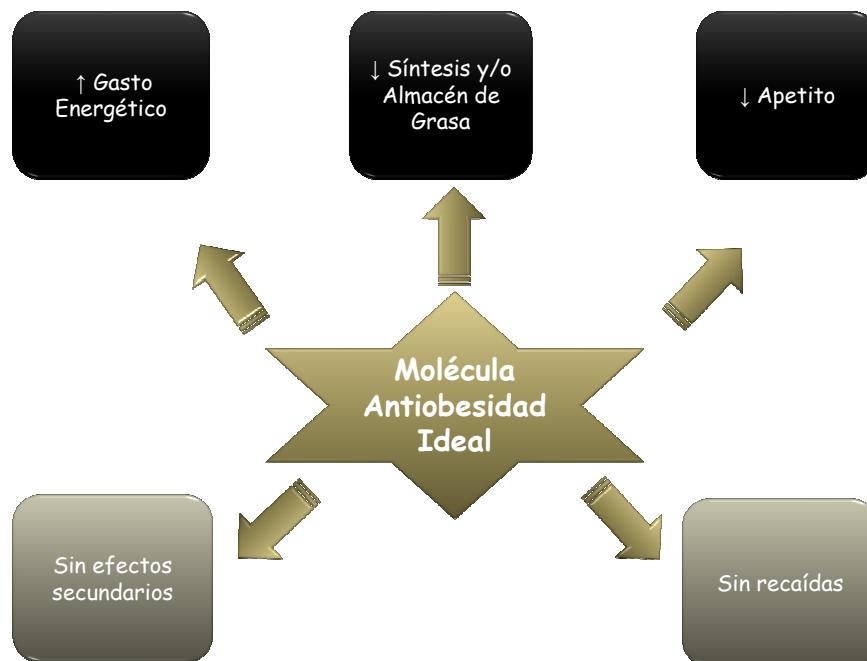 ↑ Gasto
Energético
↓ Síntesis y/o
Almacén de
Grasa
↓ Apetito
Molécula
Antiobesidad
Ideal
Sin efectos
secundarios
Sin recaídas